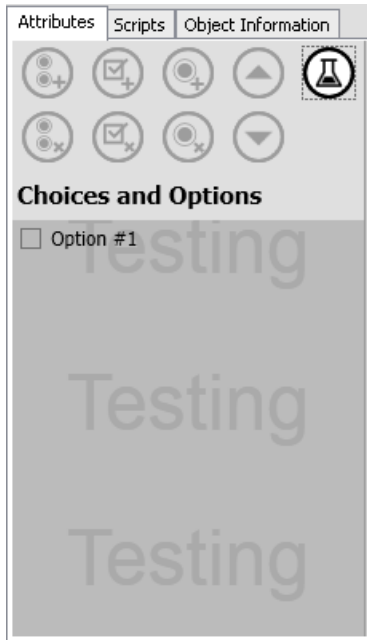 Attributes Scripts Object Information
Choices and Options
Testing
Option #1
Testing
Testing